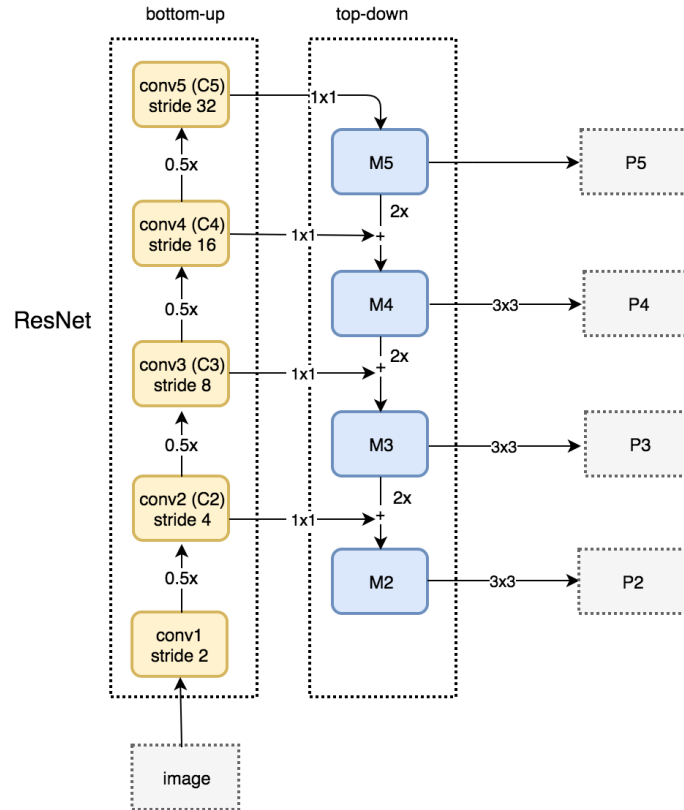 bottom-up
top-down
conv5 (C5)
stride 32
1x1
M5
P5
0.5x
2x
conv4 (C4)
stride 16
1x1
+
M4
3x3
P4
ResNet
0.5x
2x
conv3 (C3)
stride 8
1x1
+
M3
3x3
P3
0.5x
2x
conv2 (C2)
stride 4
1x1
+
M2
3x3
P2
0.5x
conv1
stride 2
image